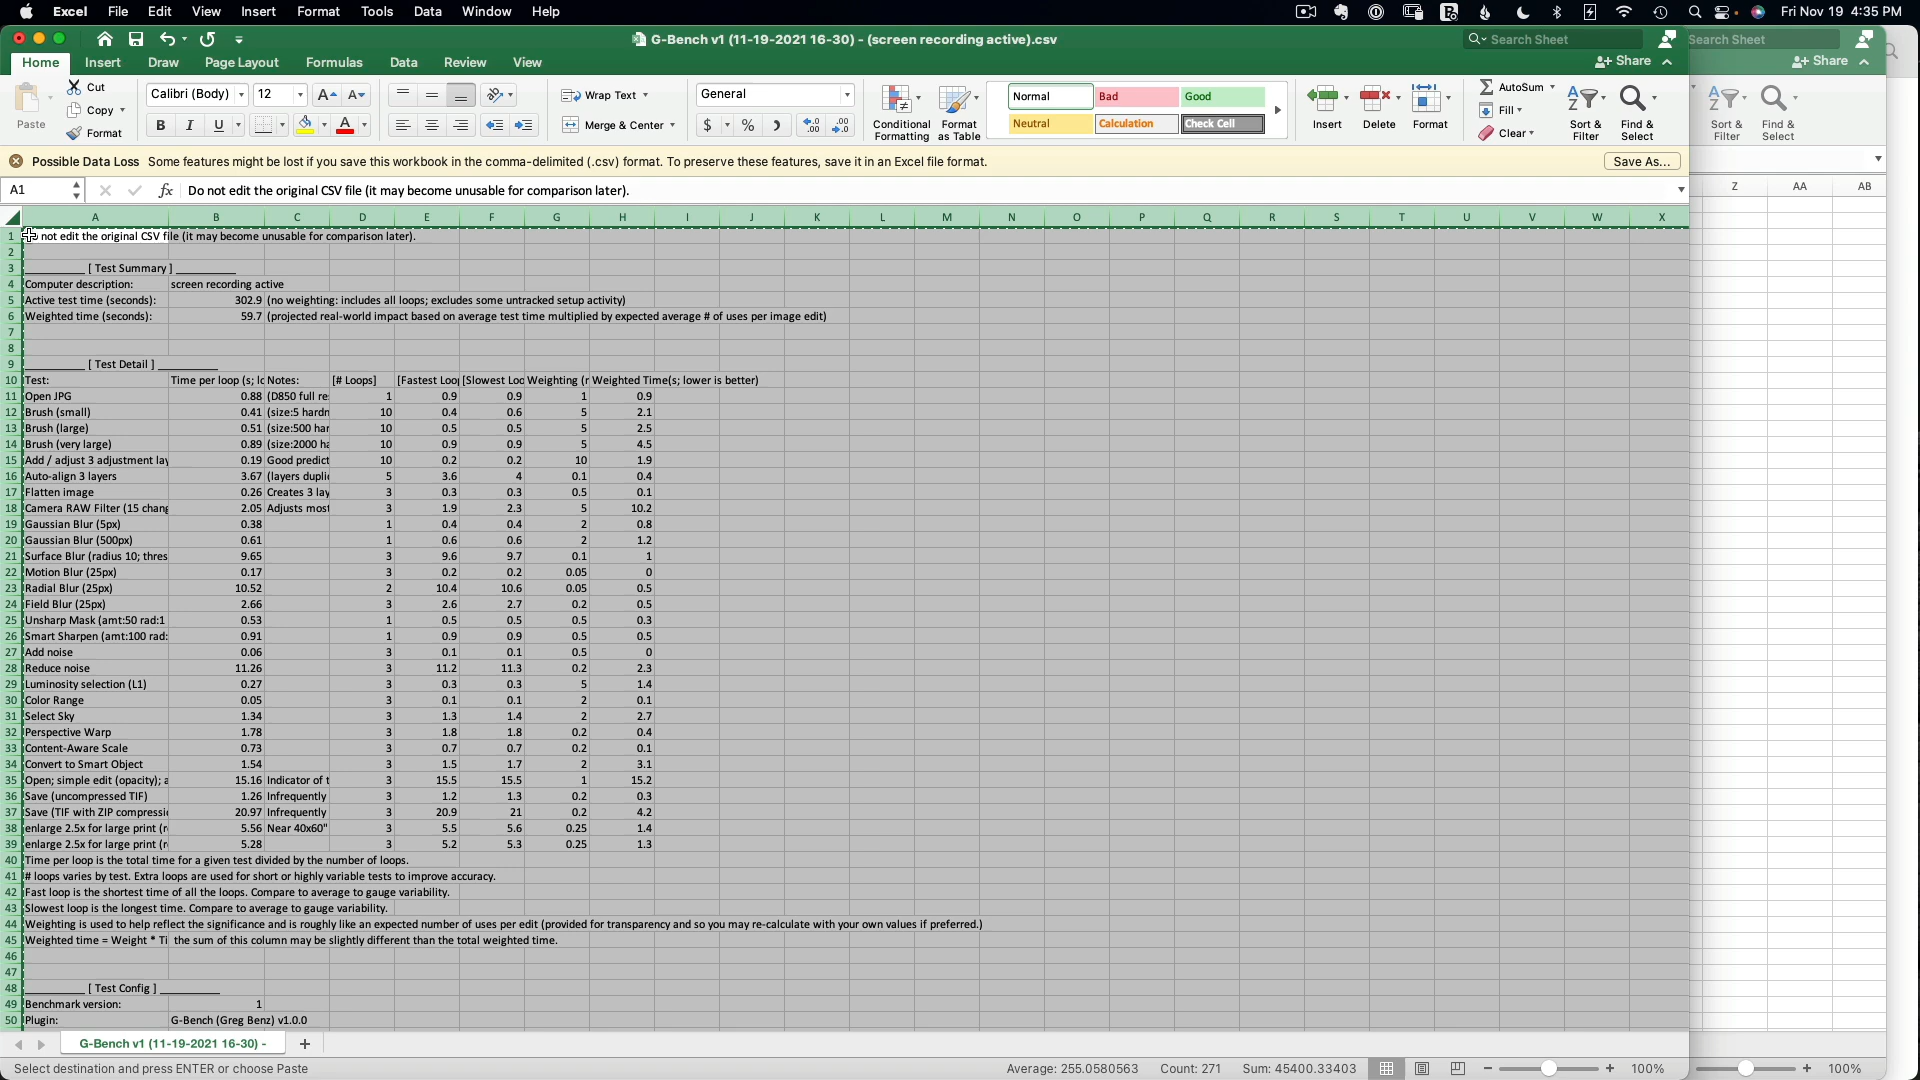 Excel File Edit View Insert Format Tools Data Window Help Fri Nov 19 4:35 PM
G-Bench v1 (11-19-2021 16-30) - (screen recording active).csv Search Sheet Search Sheet
Home Insert Draw Page Layout Formulas Data Review View Share Share
Paste Cut Copy Format
Calibri (Body) 12 A A B I U A
Wrap Text Merge & Center
General $ % )
Conditional Formatting Format as Table
Normal Bad Good
Neutral Calculation Check Cell
Insert Delete Format
AutoSum Fill Clear
Sort & Filter Find & Select Sort & Filter Find & Select
Possible Data Loss Some features might be lost if you save this workbook in the comma-delimited (.csv) format. To preserve these features, save it in an Excel file format. Save As...
A1 fx Do not edit the original CSV file (it may become unusable for comparison later).
A B C D E F G H I J K L M N O P Q R S T U V W X Z AA AB
1 not edit the original CSV file (it may become unusable for comparison later).
2
3 __________ [ Test Summary ] __________
4 Computer description: screen recording active
5 Active test time (seconds): 302.9 (no weighting: includes all loops; excludes some untracked setup activity)
6 Weighted time (seconds): 59.7 (projected real-world impact based on average test time multiplied by expected average # of uses per image edit)
7
8
9 __________ [ Test Detail ] __________
10 Test: Time per loop (s; lo Notes: [# Loops] [Fastest Loop [Slowest Loo Weighting (r Weighted Time(s; lower is better)
11 Open JPG 0.88 (D850 full re 1 0.9 0.9 1 0.9
12 Brush (small) 0.41 (size:5 hardn 10 0.4 0.6 5 2.1
13 Brush (large) 0.51 (size:500 har 10 0.5 0.5 5 2.5
14 Brush (very large) 0.89 (size:2000 ha 10 0.9 0.9 5 4.5
15 Add / adjust 3 adjustment lay 0.19 Good predict 10 0.2 0.2 10 1.9
16 Auto-align 3 layers 3.67 (layers dupli 5 3.6 4 0.1 0.4
17 Flatten image 0.26 Creates 3 lay 3 0.3 0.3 0.5 0.1
18 Camera RAW Filter (15 chang 2.05 Adjusts most 3 1.9 2.3 5 10.2
19 Gaussian Blur (5px) 0.38 1 0.4 0.4 2 0.8
20 Gaussian Blur (500px) 0.61 1 0.6 0.6 2 1.2
21 Surface Blur (radius 10; thres 9.65 3 9.6 9.7 0.1 1
22 Motion Blur (25px) 0.17 3 0.2 0.2 0.05 0
23 Radial Blur (25px) 10.52 2 10.4 10.6 0.05 0.5
24 Field Blur (25px) 2.66 3 2.6 2.7 0.2 0.5
25 Unsharp Mask (amt:50 rad:1 0.53 1 0.5 0.5 0.5 0.3
26 Smart Sharpen (amt:100 rad: 0.91 1 0.9 0.9 0.5 0.5
27 Add noise 0.06 3 0.1 0.1 0.5 0
28 Reduce noise 11.26 3 11.2 11.3 0.2 2.3
29 Luminosity selection (L1) 0.27 3 0.3 0.3 5 1.4
30 Color Range 0.05 3 0.1 0.1 2 0.1
31 Select Sky 1.34 3 1.3 1.4 2 2.7
32 Perspective Warp 1.78 3 1.8 1.8 0.2 0.4
33 Content-Aware Scale 0.73 3 0.7 0.7 0.2 0.1
34 Convert to Smart Object 1.54 3 1.5 1.7 2 3.1
35 Open; simple edit (opacity); a 15.16 Indicator of t 3 15.5 15.5 1 15.2
36 Save (uncompressed TIF) 1.26 Infrequently 3 1.2 1.3 0.2 0.3
37 Save (TIF with ZIP compressio 20.97 Infrequently 3 20.9 21 0.2 4.2
38 enlarge 2.5x for large print (r 5.56 Near 40x60" 3 5.5 5.6 0.25 1.4
39 enlarge 2.5x for large print (r 5.28 3 5.2 5.3 0.25 1.3
40 Time per loop is the total time for a given test divided by the number of loops.
41 # loops varies by test. Extra loops are used for short or highly variable tests to improve accuracy.
42 Fast loop is the shortest time of all the loops. Compare to average to gauge variability.
43 Slowest loop is the longest time. Compare to average to gauge variability.
44 Weighting is used to help reflect the significance and is roughly like an expected number of uses per edit (provided for transparency and so you may re-calculate with your own values if preferred.)
45 Weighted time = Weight * Ti the sum of this column may be slightly different than the total weighted time.
46
47
48 __________ [ Test Config ] __________
49 Benchmark version: 1
50 Plugin: G-Bench (Greg Benz) v1.0.0
G-Bench v1 (11-19-2021 16-30) - +
Select destination and press ENTER or choose Paste Average: 255.0580563 Count: 271 Sum: 45400.33403 100% 100%